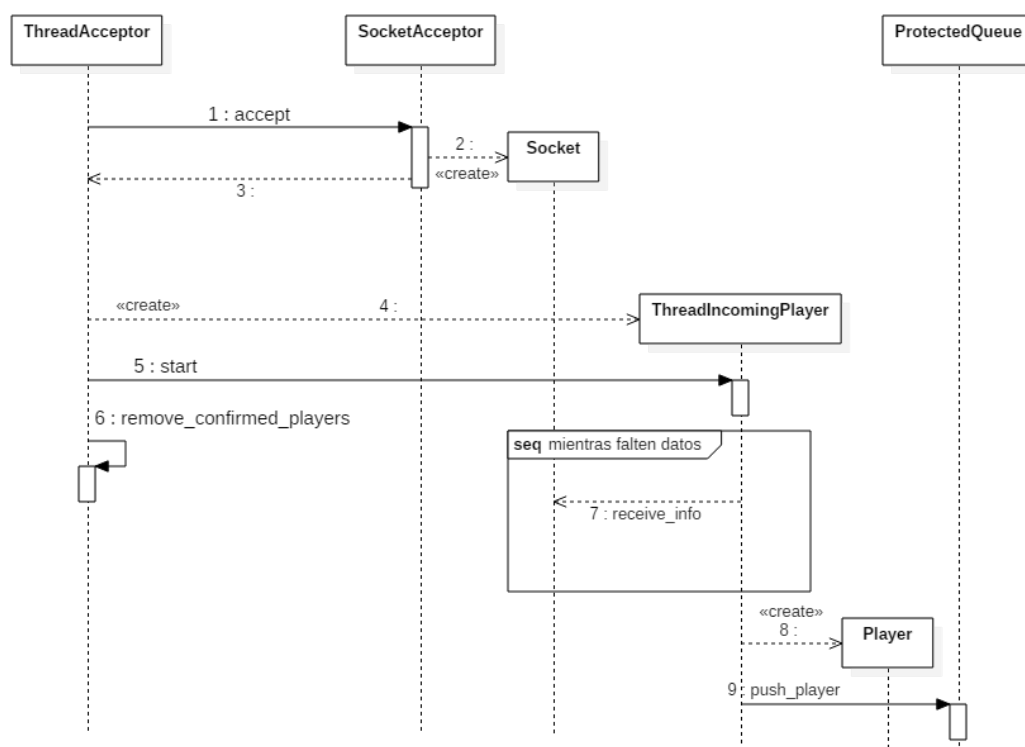 ThreadAcceptor
SocketAcceptor
ProtectedQueue
1 : accept
2 :
Socket
«create»
3 :
«create»
4 :
ThreadIncomingPlayer
5 : start
6 : remove_confirmed_players
seq mientras falten datos
7 : receive_info
«create»
8 :
Player
9 : push_player